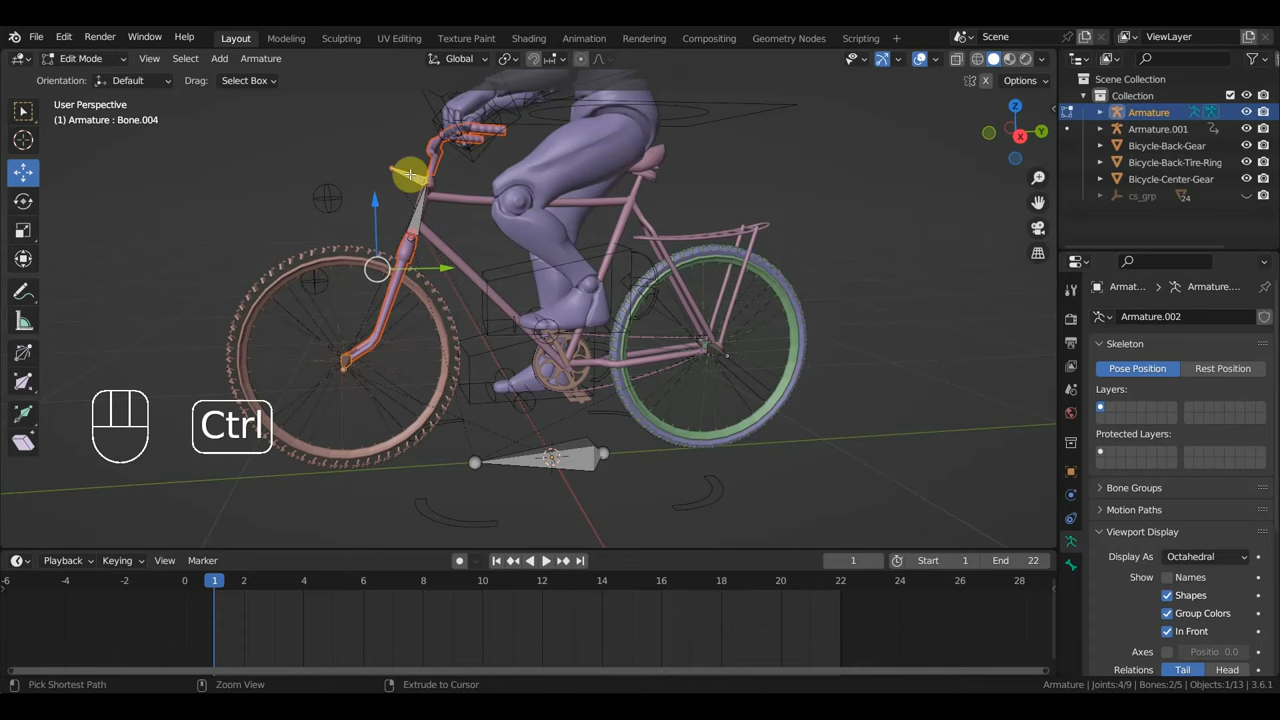 File Edit Render Window Help Layout Modeling Sculpting UV Editing Texture Paint Shading Animation Rendering Compositing Geometry Nodes Scripting Scene ViewLayer
Edit Mode View Select Add Armature Global
Orientation: Default Drag: Select Box X Options
User Perspective
(1) Armature : Bone.004
Z
Y
X
Scene Collection
Collection
Armature
Armature.001
Bicycle-Back-Gear
Bicycle-Back-Tire-Ring
Bicycle-Center-Gear
cs_grp 24
Armat... Armature....
Armature.002
Skeleton
Pose Position Rest Position
Layers:
Protected Layers:
Bone Groups
Motion Paths
Viewport Display
Display As Octahedral
Show Names
Shapes
Group Colors
In Front
Axes Positio 0.0
Relations Tail Head
Ctrl
Playback Keying View Marker 1 Start 1 End 22
-6 -4 -2 0 1 2 4 6 8 10 12 14 16 18 20 22 24 26 28
Pick Shortest Path Zoom View Extrude to Cursor Armature | Joints:4/9 | Bones:2/5 | Objects:1/13 | 3.6.1